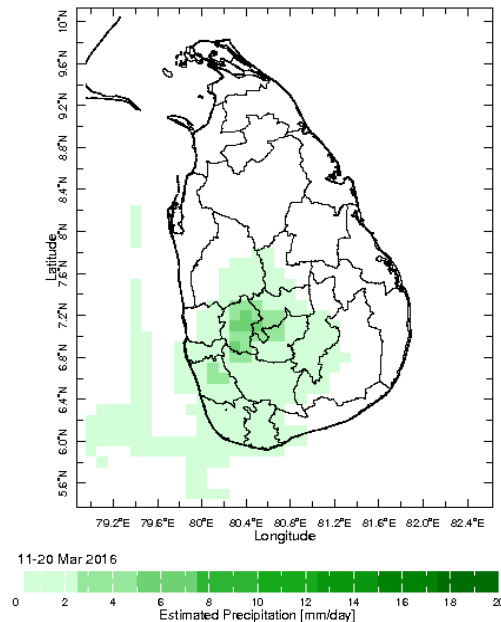 10°N
9.6°N
9.2°N
8.8°N
8.4°N
8°N
7.6°N
7.2°N
6.8°N
6.4°N
6.0°N
5.6°N
Latitude
79.2°E 79.6°E 80°E 80.4°E 80.8°E 81.2°E 81.6°E 82°E 82.4°E
Longitude
11-20 Mar 2016
0 2 4 6 8 10 12 14 16 18 20
Estimated Precipitation [mm/day]